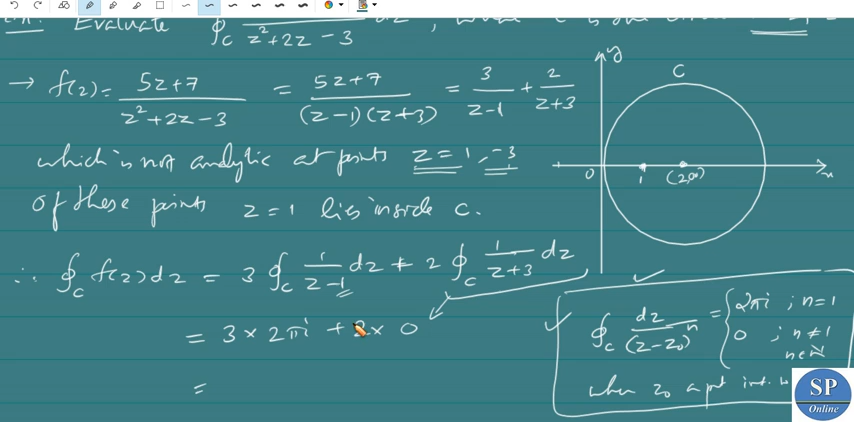 Evaluate ∮_C dz/(z²+2z-3)
→ f(z) = (5z+7)/(z²+2z-3) = (5z+7)/((z-1)(z+3)) = 3/(z-1) + 2/(z+3)
which is not analytic at points z = 1, -3
Of these points z = 1 lies inside C.
∴ ∮_C f(z) dz = 3 ∮_C 1/(z-1) dz + 2 ∮_C 1/(z+3) dz
= 3 × 2πi + 2 × 0
=
y
C
0 1 (2,0) x
∮_C dz/(z-z0)^n = { 2πi ; n=1
0 ; n≠1
n∈N
when z0 a pt int.
SP
Online